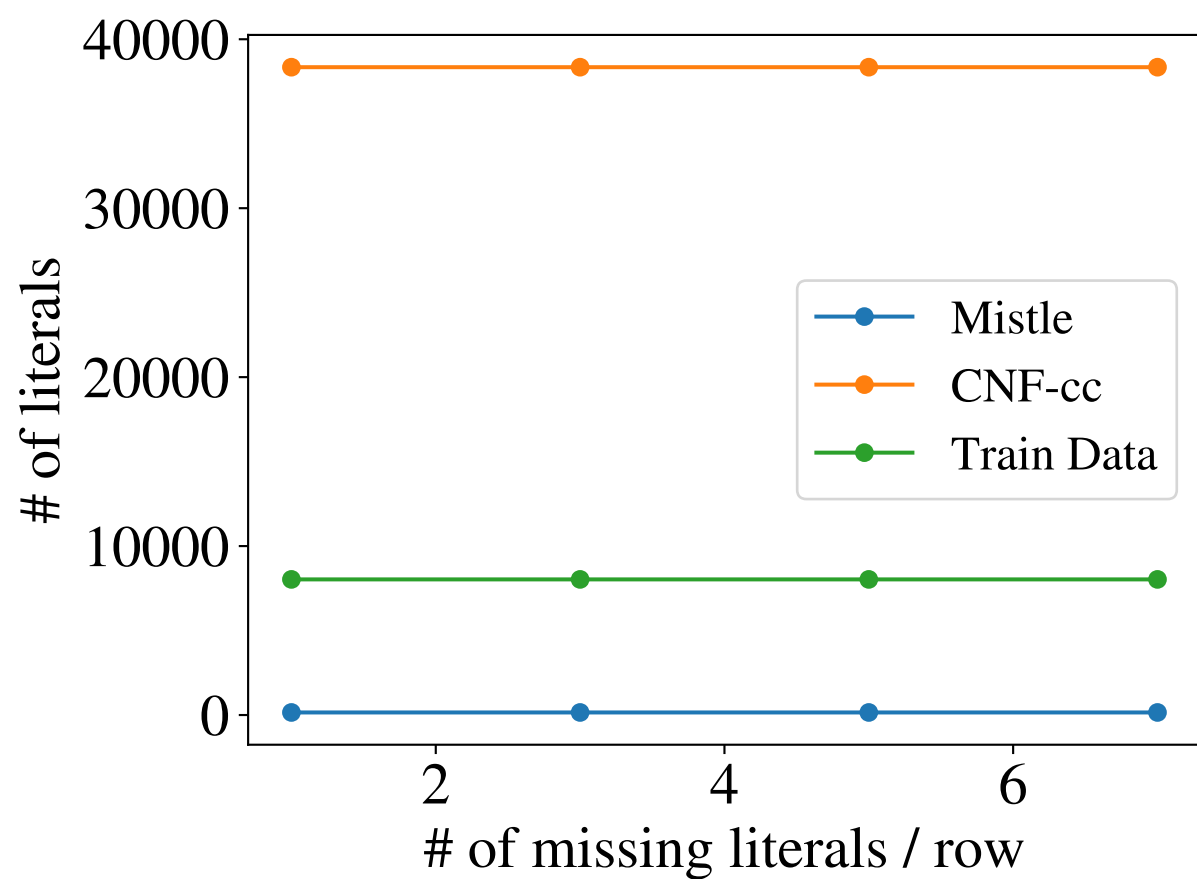 40000
30000
20000
10000
0
# of literals
Mistle
CNF-cc
Train Data
2 4 6
# of missing literals / row